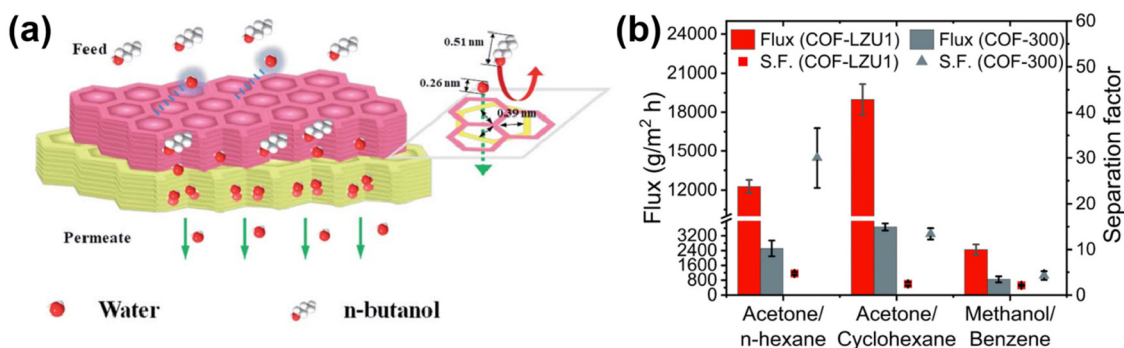 (a)
Feed
0.51 nm
0.26 nm
0.39 nm
Permeate
Water
n-butanol
(b)
Flux (COF-LZU1) Flux (COF-300)
S.F. (COF-LZU1) S.F. (COF-300)
Flux (g/m² h)
24000
21000
18000
15000
12000
3200
2400
1600
800
0
60
50
40
30
20
10
0
Separation factor
Acetone/
n-hexane
Acetone/
Cyclohexane
Methanol/
Benzene